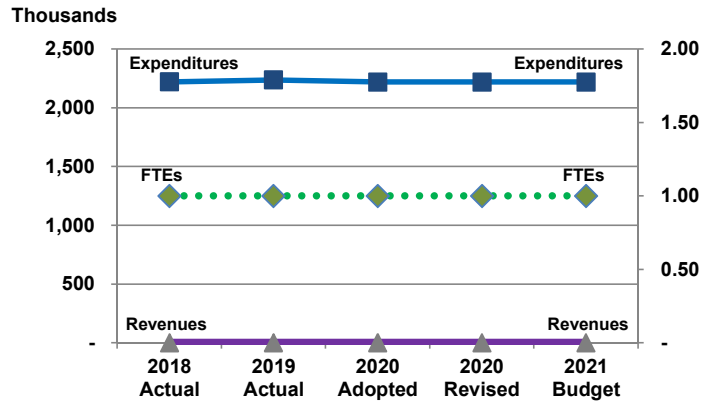 Thousands
2,500 2.00
Expenditures Expenditures
2,000
1.50
1,500
FTEs FTEs
1.00
1,000
0.50
500
Revenues Revenues
- -
2018 2019 2020 2020 2021
Actual Actual Adopted Revised Budget